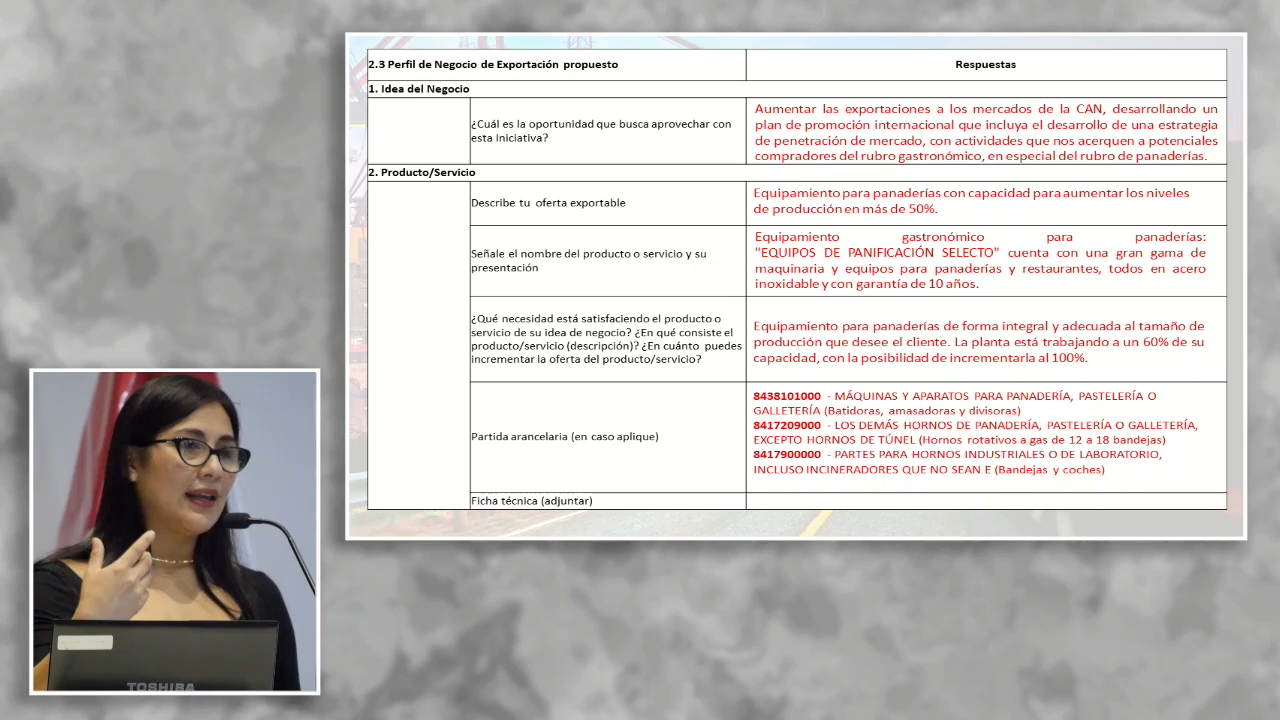 2.3 Perfil de Negocio de Exportación propuesto
Respuestas
1. Idea del Negocio
¿Cuál es la oportunidad que busca aprovechar con
esta Iniciativa?
Aumentar las exportaciones a los mercados de la CAN, desarrollando un
plan de promoción internacional que incluya el desarrollo de una estrategia
de penetración de mercado, con actividades que nos acerquen a potenciales
compradores del rubro gastronómico, en especial del rubro de panaderías.
2. Producto/Servicio
Describe tu oferta exportable
Equipamiento para panaderías con capacidad para aumentar los niveles
de producción en más de 50%.
Señale el nombre del producto o servicio y su
presentación
Equipamiento gastronómico para panaderías:
"EQUIPOS DE PANIFICACIÓN SELECTO" cuenta con una gran gama de
maquinaria y equipos para panaderías y restaurantes, todos en acero
inoxidable y con garantía de 10 años.
¿Qué necesidad está satisfaciendo el producto o
servicio de su idea de negocio? ¿En qué consiste el
producto/servicio (descripción)? ¿En cuánto puedes
incrementar la oferta del producto/servicio?
Equipamiento para panaderías de forma integral y adecuada al tamaño de
producción que desee el cliente. La planta está trabajando a un 60% de su
capacidad, con la posibilidad de incrementarla al 100%.
Partida arancelaria (en caso aplique)
8438101000 - MÁQUINAS Y APARATOS PARA PANADERÍA, PASTELERÍA O
GALLETERÍA (Batidoras, amasadoras y divisoras)
8417209000 - LOS DEMÁS HORNOS DE PANADERÍA, PASTELERÍA O GALLETERÍA,
EXCEPTO HORNOS DE TÚNEL (Hornos rotativos a gas de 12 a 18 bandejas)
8417900000 - PARTES PARA HORNOS INDUSTRIALES O DE LABORATORIO,
INCLUSO INCINERADORES QUE NO SEAN E (Bandejas y coches)
Ficha técnica (adjuntar)
TOSHIBA